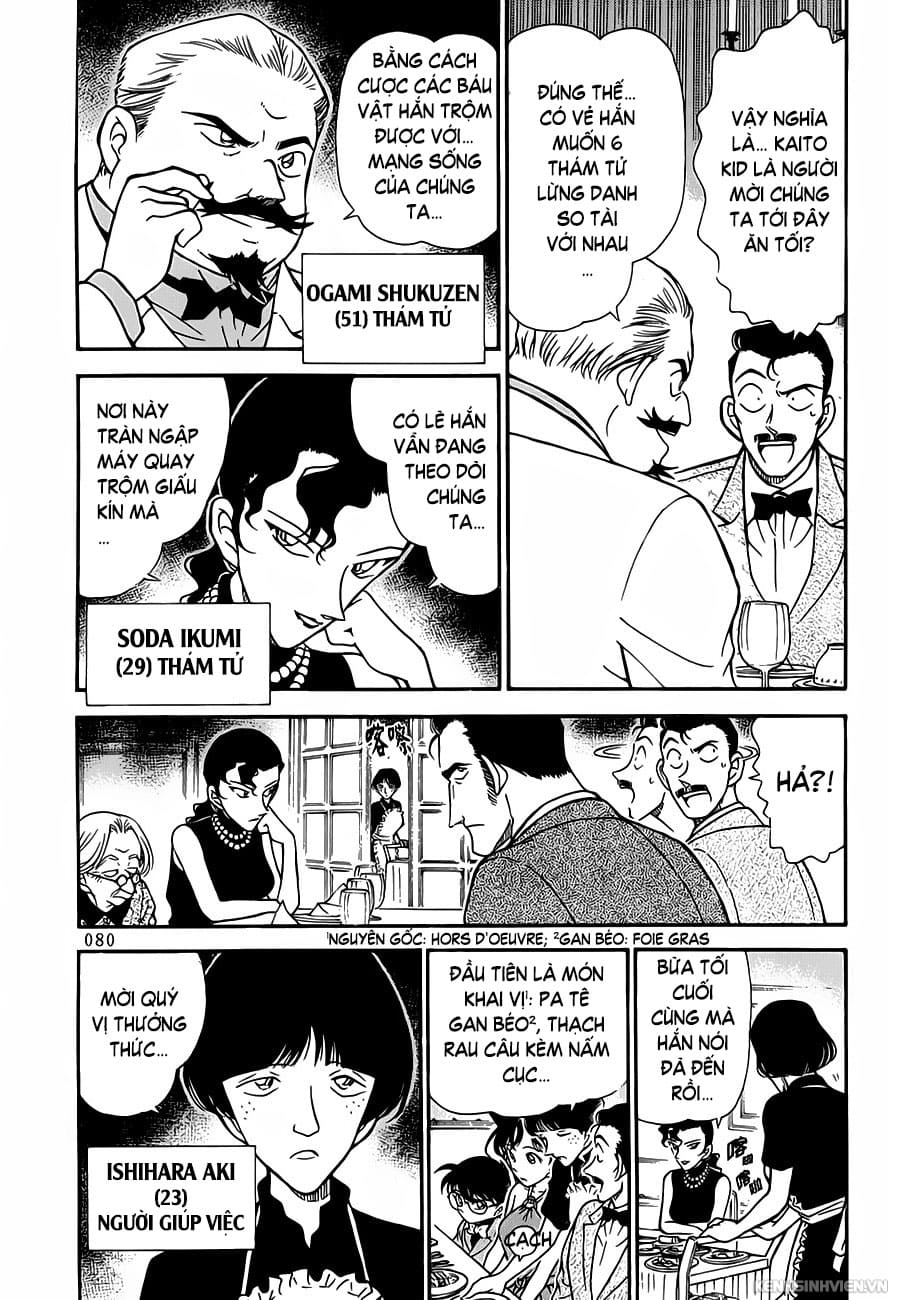 VẬY NGHĨA
LÀ... KAITO
KID LÀ NGƯỜI
MỜI CHÚNG
TA TỚI ĐÂY
ĂN TỐI?
ĐÚNG THẾ...
CÓ VẺ HẮN
MUỐN 6
THÁM TỬ
LỪNG DANH
SO TÀI
VỚI NHAU
...
BẰNG CÁCH
CƯỢC CÁC BÁU
VẬT HẮN TRỘM
ĐƯỢC VỚI...
MẠNG SỐNG
CỦA CHÚNG
TA...
OGAMI SHUKUZEN
(51) THÁM TỬ
CÓ LẼ HẮN
VẪN ĐANG
THEO DÕI
CHÚNG
TA...
NƠI NÀY
TRÀN NGẬP
MÁY QUAY
TRỘM GIẤU
KÍN MÀ
...
SODA IKUMI
(29) THÁM TỬ
HẢ?!
喀嚓
080
¹NGUYÊN GỐC: HORS D'OEUVRE; ²GAN BÉO: FOIE GRAS
BỮA TỐI
CUỐI
CÙNG MÀ
HẮN NÓI
ĐÃ ĐẾN
RỒI...
ĐẦU TIÊN LÀ MÓN
KHAI VỊ¹: PA TÊ
GAN BÉO², THẠCH
RAU CÂU KÈM NẤM
CỤC...
CẠCH
MỜI QUÝ
VỊ THƯỞNG
THỨC...
ISHIHARA AKI
(23)
NGƯỜI GIÚP VIỆC
KENHSINHVIEN.VN